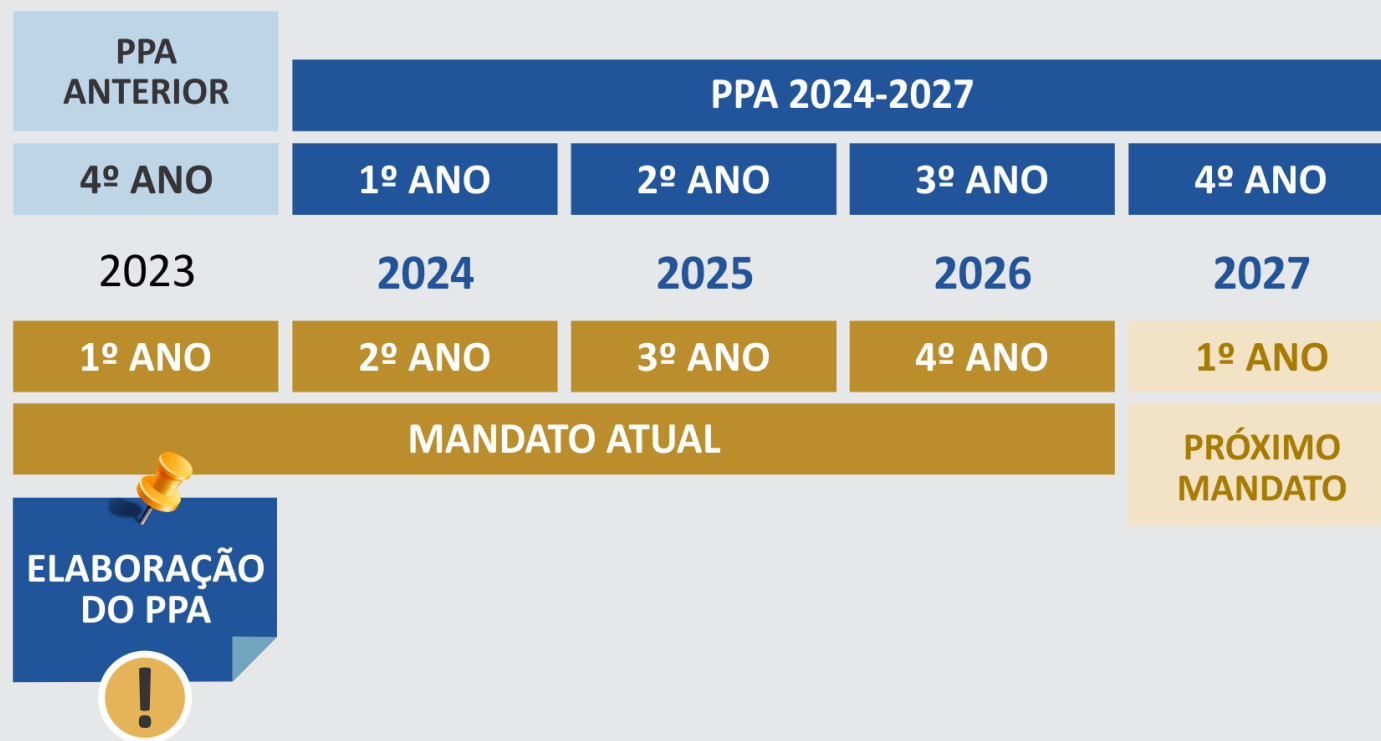 PPA
ANTERIOR
PPA 2024-2027
4º ANO
1º ANO
2º ANO
3º ANO
4º ANO
2023
2024
2025
2026
2027
1º ANO
2º ANO
3º ANO
4º ANO
1º ANO
MANDATO ATUAL
PRÓXIMO
MANDATO
ELABORAÇÃO
DO PPA
!